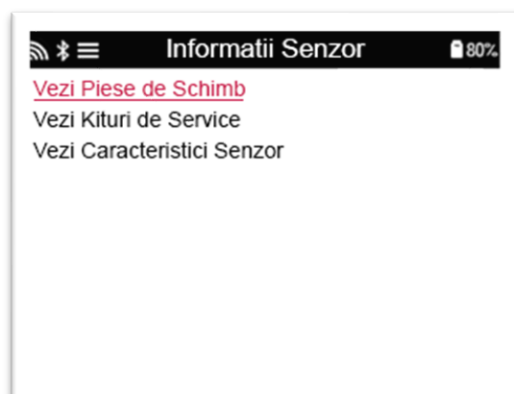 Informatii Senzor 80%
Vezi Piese de Schimb
Vezi Kituri de Service
Vezi Caracteristici Senzor